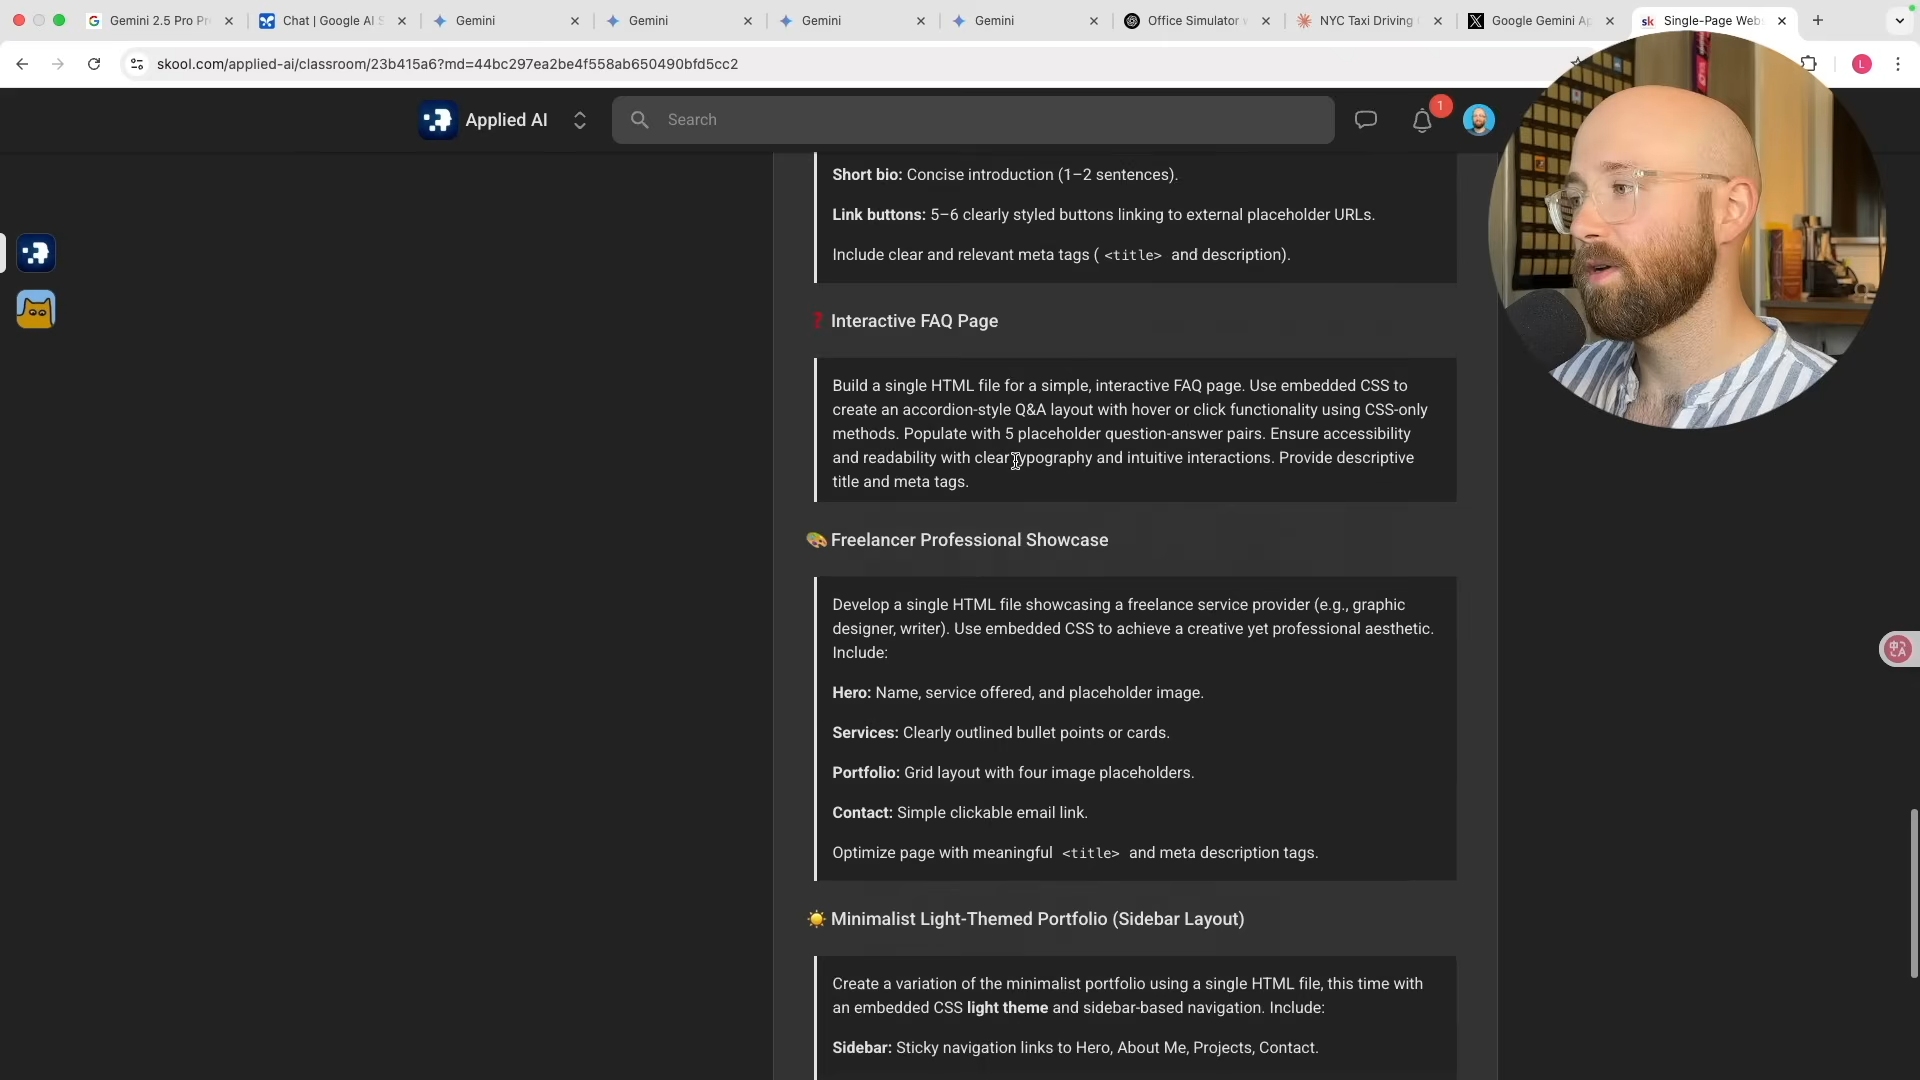 Gemini 2.5 Pro Pr
Chat | Google AI S
Gemini
Gemini
Gemini
Gemini
Office Simulator w
NYC Taxi Driving
Google Gemini Ap
sk
Single-Page Web
skool.com/applied-ai/classroom/23b415a6?md=44bc297ea2be4f558ab650490bfd5cc2
L
Applied AI
Search
1
Short bio: Concise introduction (1–2 sentences).
Link buttons: 5–6 clearly styled buttons linking to external placeholder URLs.
Include clear and relevant meta tags ( <title> and description).
❓ Interactive FAQ Page
Build a single HTML file for a simple, interactive FAQ page. Use embedded CSS to
create an accordion-style Q&A layout with hover or click functionality using CSS-only
methods. Populate with 5 placeholder question-answer pairs. Ensure accessibility
and readability with clear typography and intuitive interactions. Provide descriptive
title and meta tags.
🎨 Freelancer Professional Showcase
Develop a single HTML file showcasing a freelance service provider (e.g., graphic
designer, writer). Use embedded CSS to achieve a creative yet professional aesthetic.
Include:
Hero: Name, service offered, and placeholder image.
Services: Clearly outlined bullet points or cards.
Portfolio: Grid layout with four image placeholders.
Contact: Simple clickable email link.
Optimize page with meaningful <title> and meta description tags.
☀️ Minimalist Light-Themed Portfolio (Sidebar Layout)
Create a variation of the minimalist portfolio using a single HTML file, this time with
an embedded CSS light theme and sidebar-based navigation. Include:
Sidebar: Sticky navigation links to Hero, About Me, Projects, Contact.